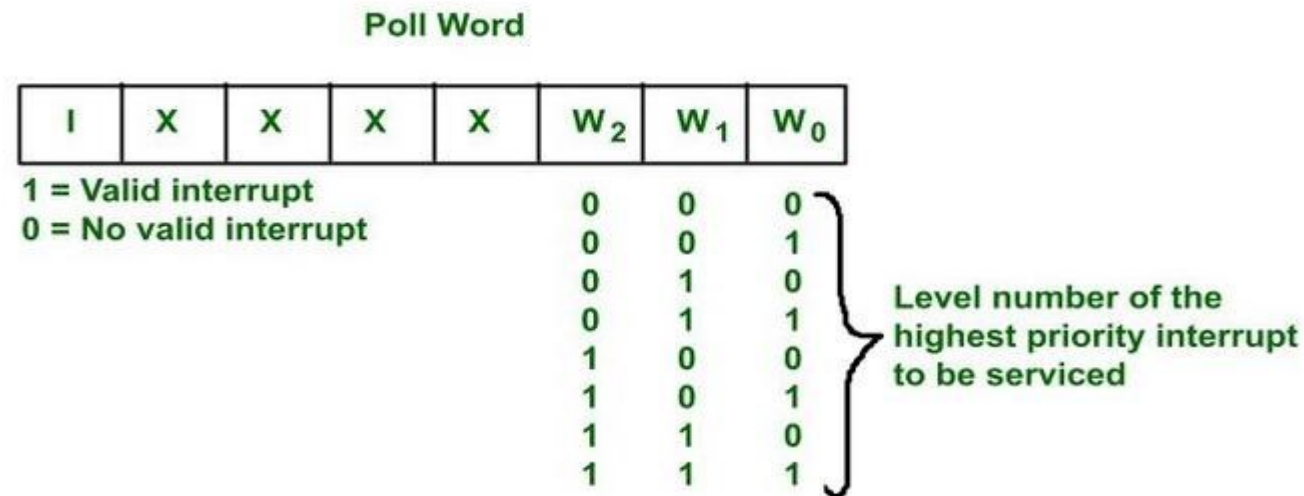 Poll Word
I X X X X W2 W1 W0
1 = Valid interrupt
0 = No valid interrupt
0 0 0
0 0 1
0 1 0
0 1 1
1 0 0
1 0 1
1 1 0
1 1 1
Level number of the
highest priority interrupt
to be serviced